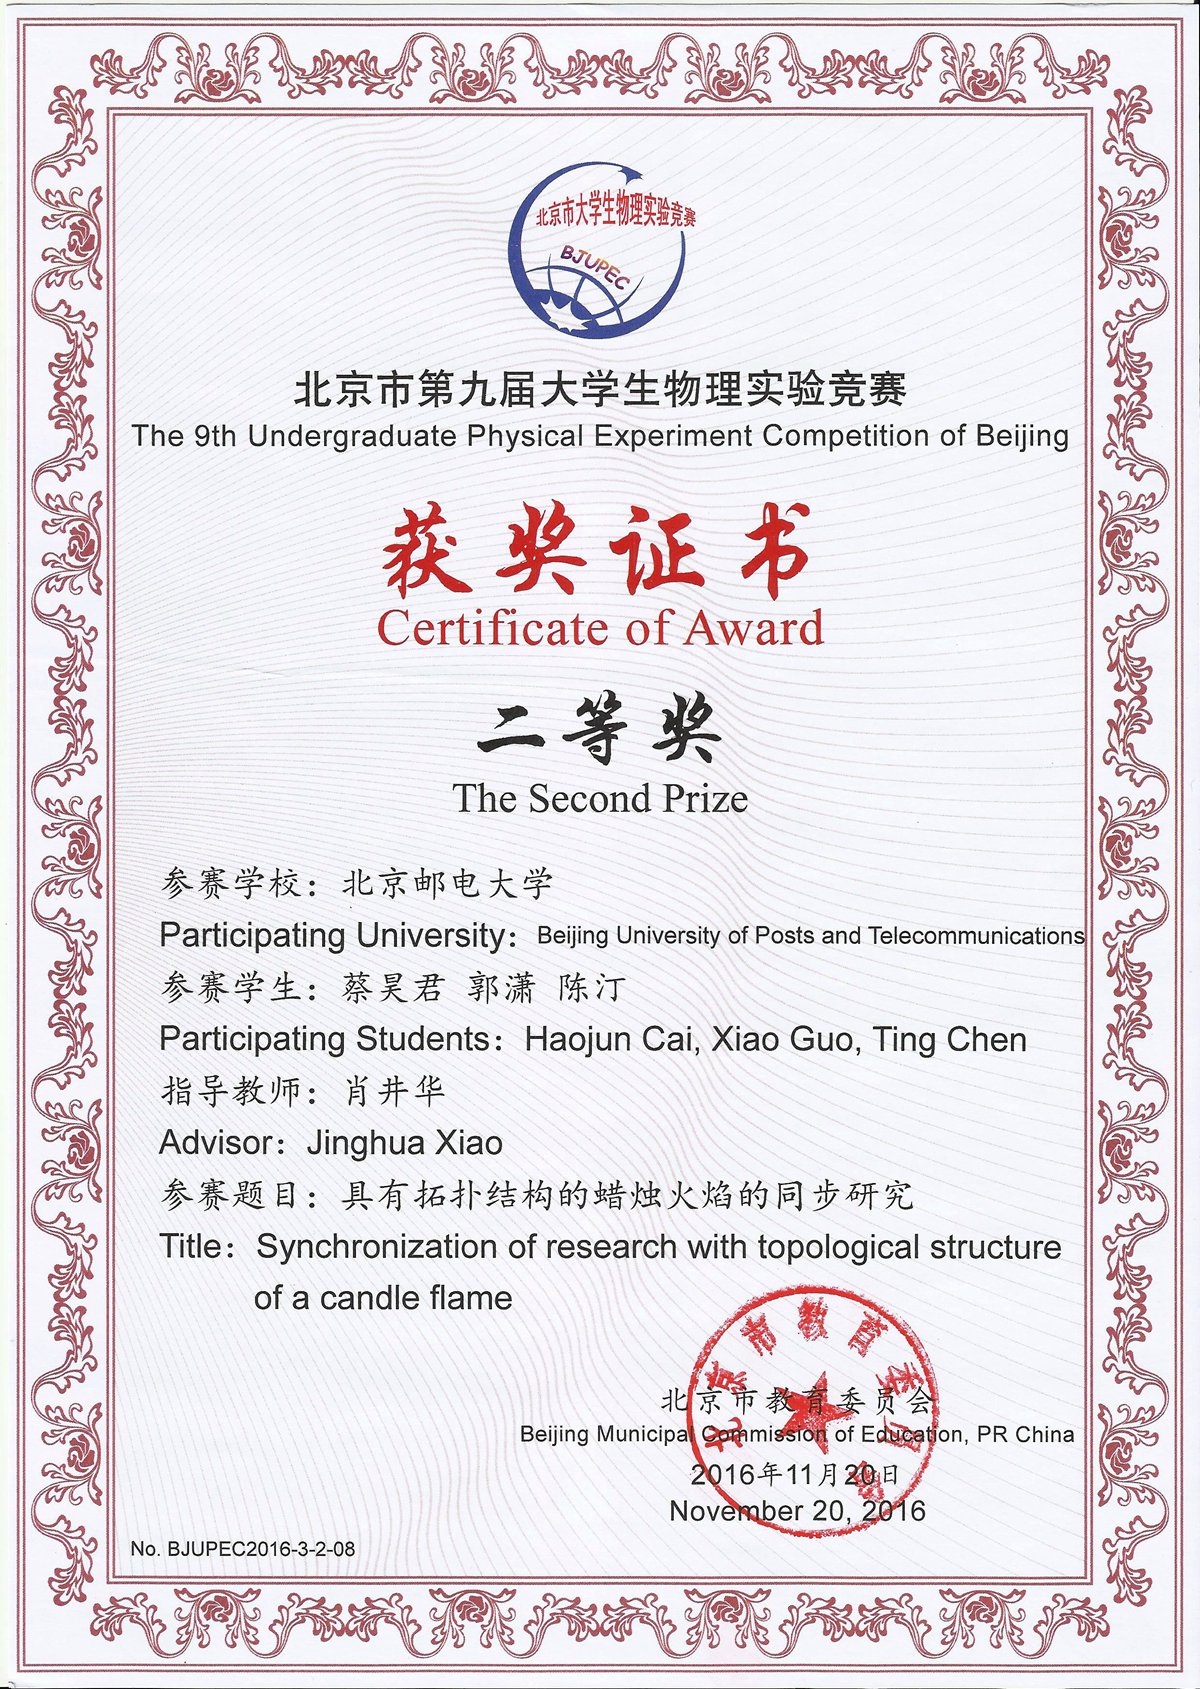 北京市大学生物理实验竞赛
BJUPEC
北京市第九届大学生物理实验竞赛
The 9th Undergraduate Physical Experiment Competition of Beijing
获奖证书
Certificate of Award
二等奖
The Second Prize
参赛学校：北京邮电大学
Participating University：Beijing University of Posts and Telecommunications
参赛学生：蔡昊君 郭潇 陈汀
Participating Students：Haojun Cai, Xiao Guo, Ting Chen
指导教师：肖井华
Advisor：Jinghua Xiao
参赛题目：具有拓扑结构的蜡烛火焰的同步研究
Title：Synchronization of research with topological structure
of a candle flame
北京市教育委员会
北京市教育委员会
Beijing Municipal Commission of Education, PR China
2016年11月20日
November 20, 2016
No. BJUPEC2016-3-2-08